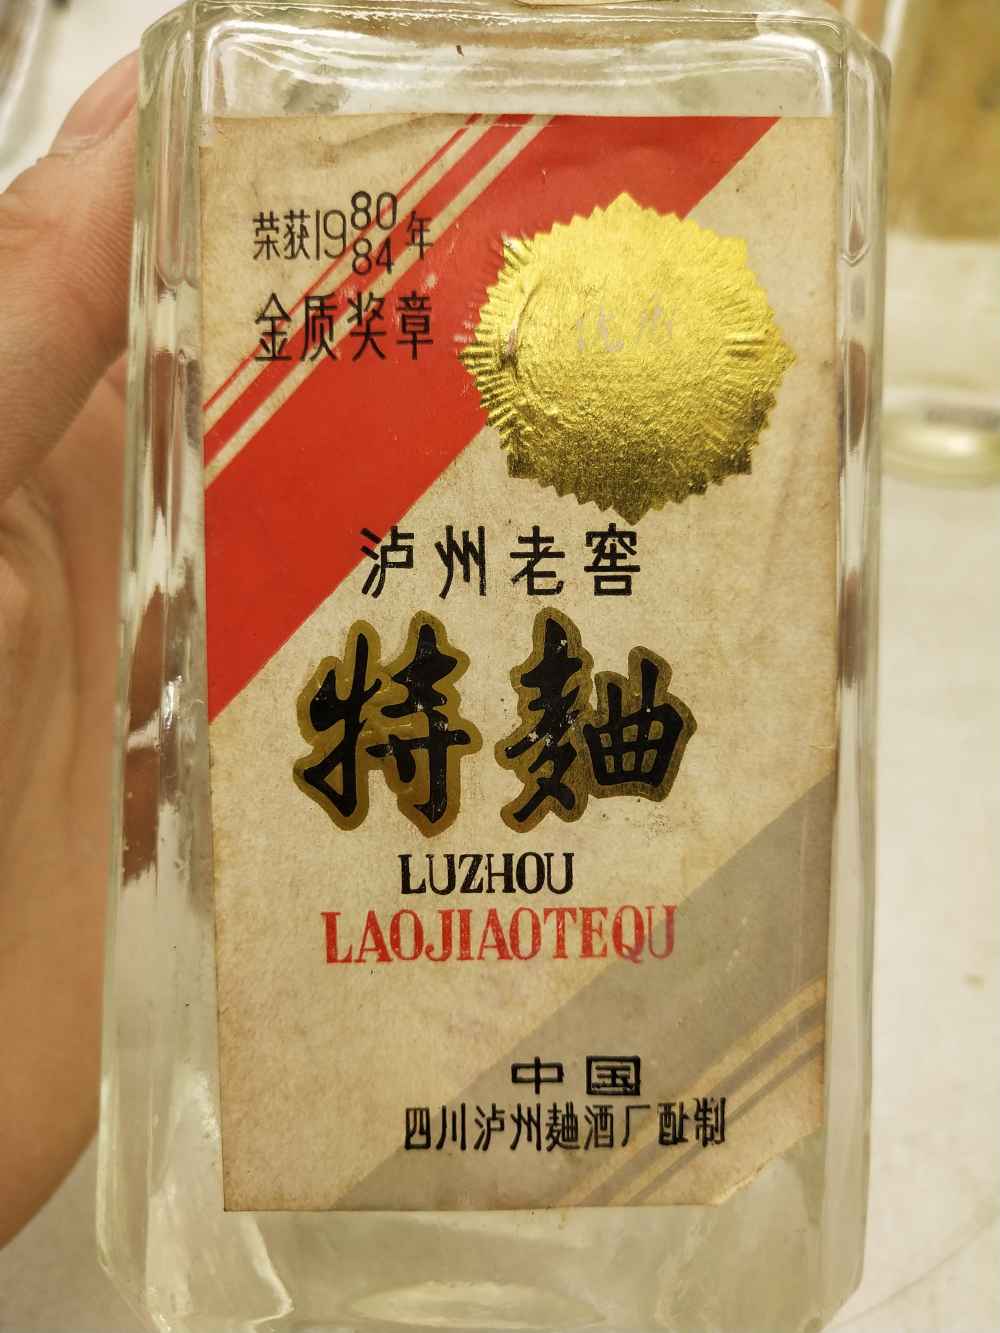 荣获1980 84年
金质奖章
泸州老窖
特麯
LUZHOU
LAOJIAOTEQU
中国
四川泸州麯酒厂酿制